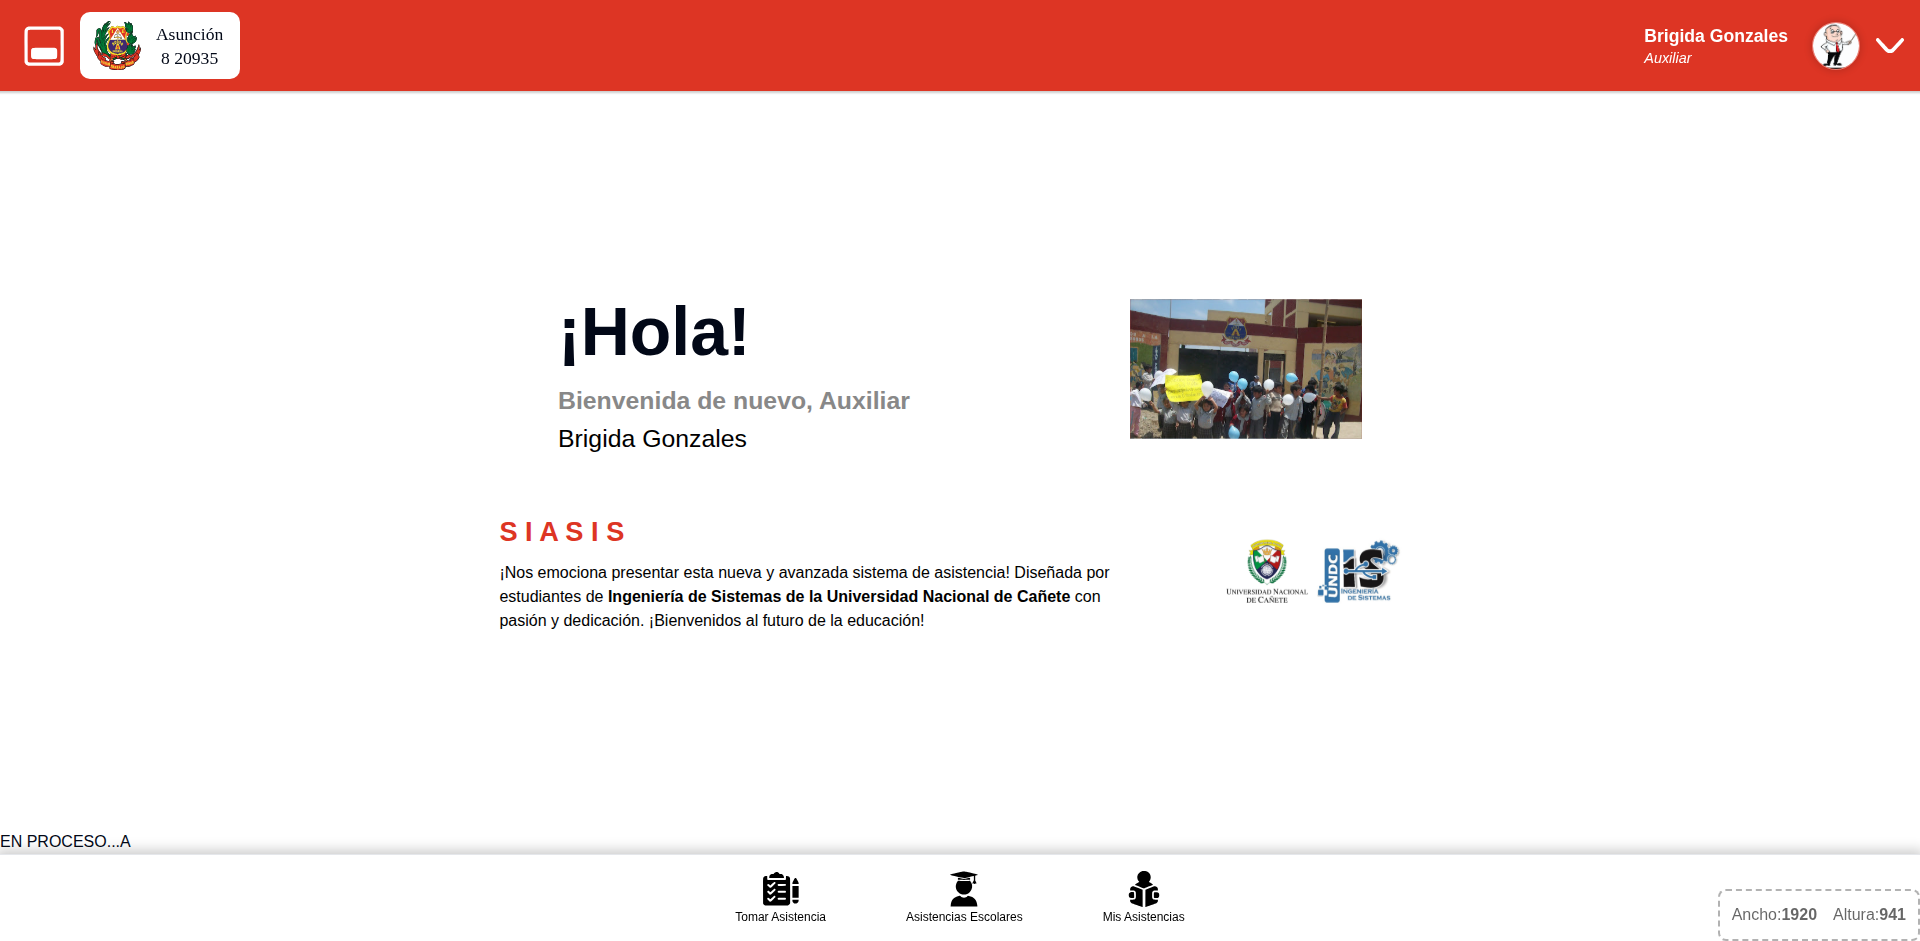 Asunción
8 20935
Brigida Gonzales
Auxiliar
¡Hola!
Bienvenida de nuevo, Auxiliar
Brigida Gonzales
SIASIS
¡Nos emociona presentar esta nueva y avanzada sistema de asistencia! Diseñada por
estudiantes de Ingeniería de Sistemas de la Universidad Nacional de Cañete con
pasión y dedicación. ¡Bienvenidos al futuro de la educación!
UNIVERSIDAD NACIONAL
DE CAÑETE
UNDC
IS
INGENIERÍA
DE SISTEMAS
EN PROCESO...A
Tomar Asistencia
Asistencias Escolares
Mis Asistencias
Ancho:1920 Altura:941